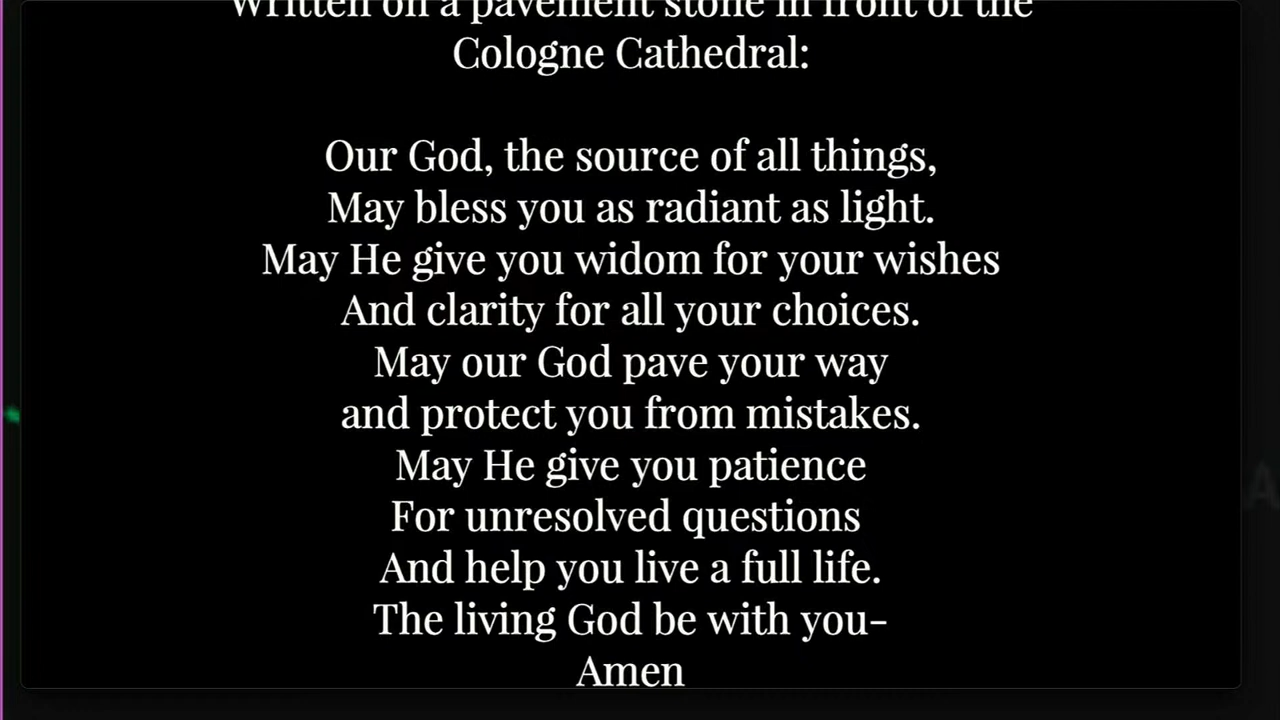 Written on a pavement stone in front of the
Cologne Cathedral:
Our God, the source of all things,
May bless you as radiant as light.
May He give you widom for your wishes
And clarity for all your choices.
May our God pave your way
and protect you from mistakes.
May He give you patience
For unresolved questions
And help you live a full life.
The living God be with you-
Amen